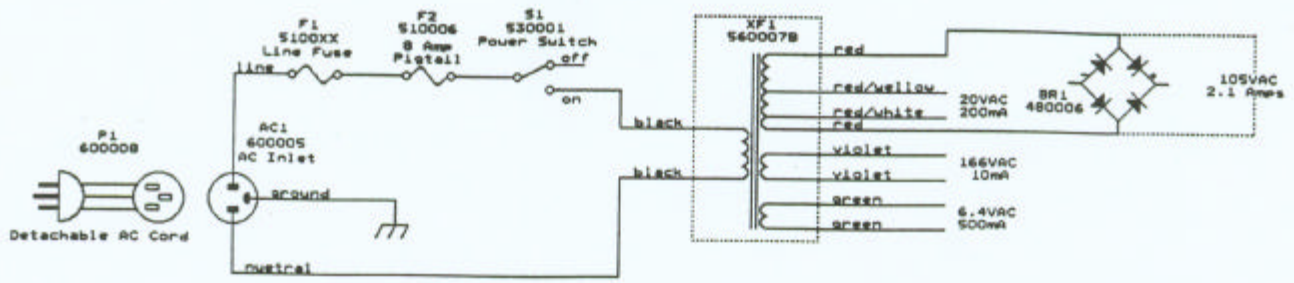 F1
5100XX
Line Fuse
F2
510006
8 Amp
Pigtail
S1
530001
Power Switch
off
on
line
P1
600008
Detachable AC Cord
AC1
600005
AC Inlet
ground
nuetral
black
black
XF1
560007B
red
red/yellow
red/white
red
violet
violet
green
green
20VAC
200mA
166VAC
10mA
6.4VAC
500mA
BR1
480006
105VAC
2.1 Amps